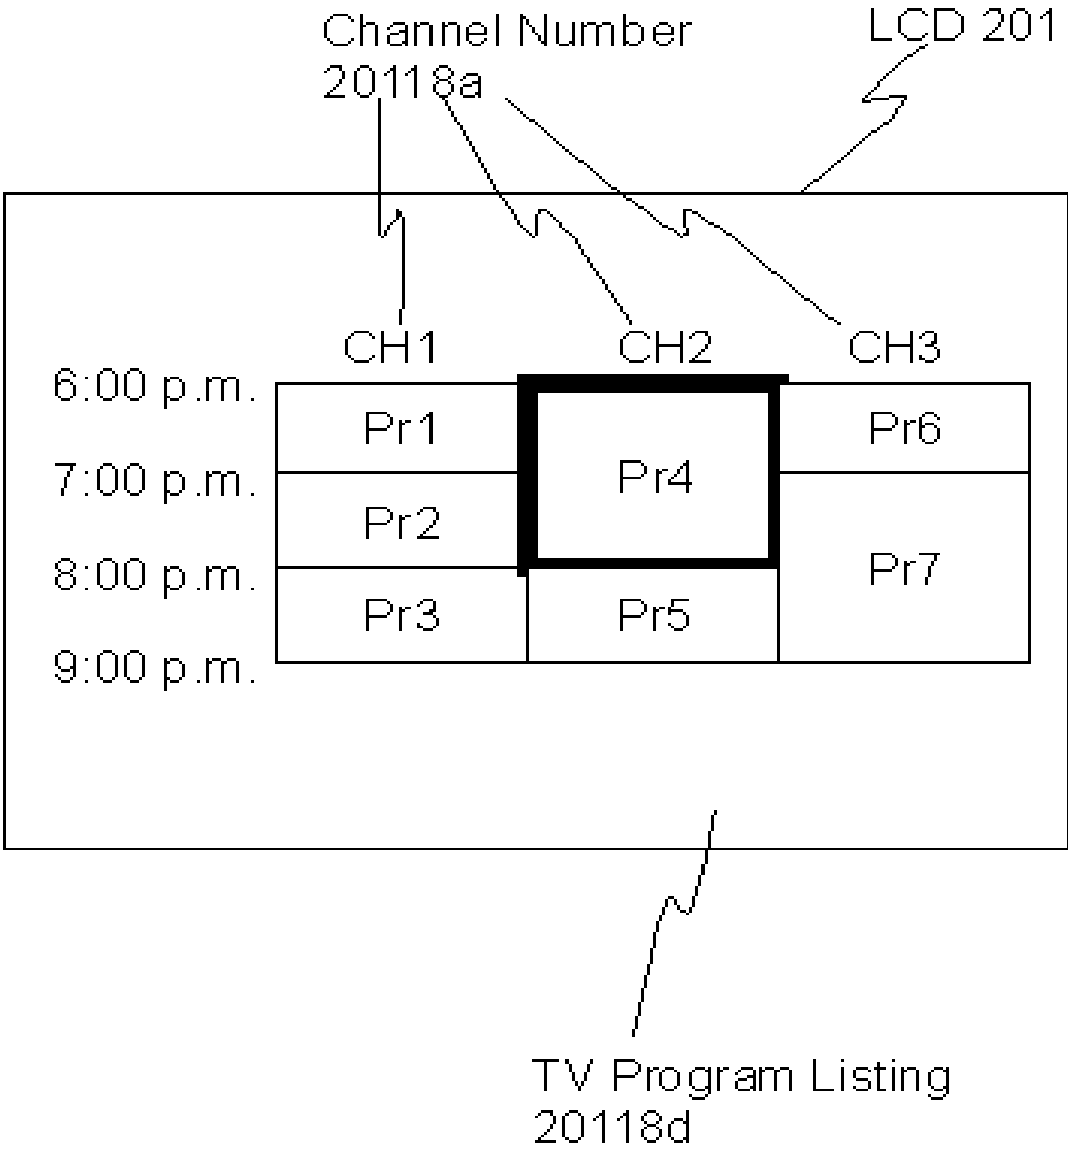 Channel Number
20118a
LCD 201
CH1 CH2 CH3
6:00 p.m.
Pr1 Pr6
Pr4
7:00 p.m.
Pr2
8:00 p.m.
Pr7
Pr3 Pr5
9:00 p.m.
TV Program Listing
20118d